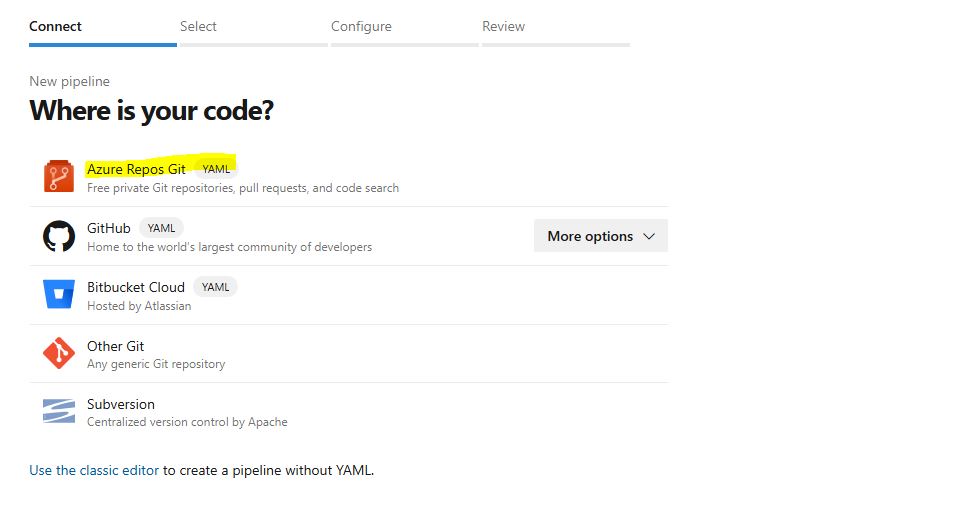 Connect Select Configure Review
New pipeline
Where is your code?
Azure Repos Git YAML
Free private Git repositories, pull requests, and code search
GitHub YAML
Home to the world's largest community of developers
More options
Bitbucket Cloud YAML
Hosted by Atlassian
Other Git
Any generic Git repository
Subversion
Centralized version control by Apache
Use the classic editor to create a pipeline without YAML.